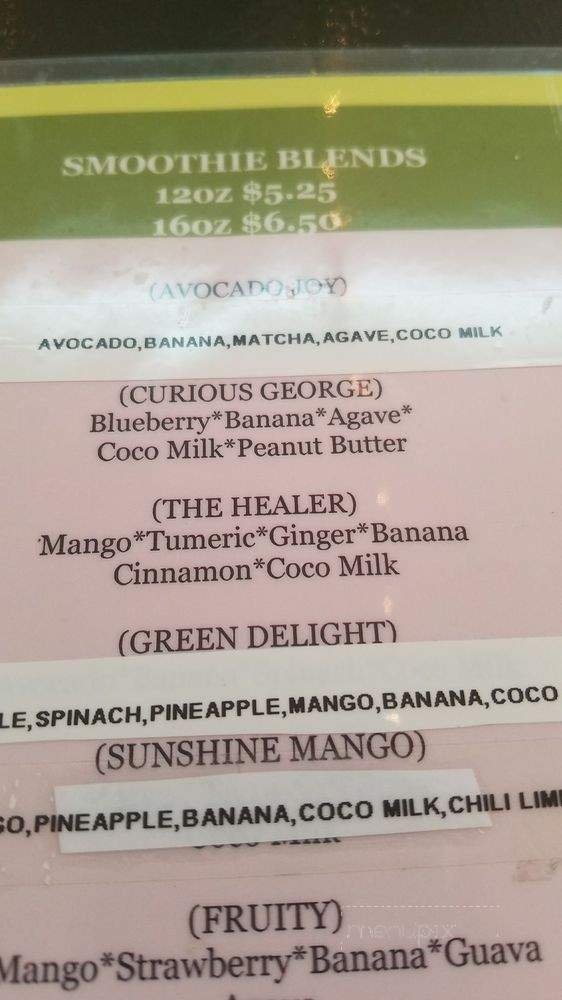 SMOOTHIE BLENDS
12oz $5.25
16oz $6.50
(AVOCADO JOY)
AVOCADO,BANANA,MATCHA,AGAVE,COCO MILK
(CURIOUS GEORGE)
Blueberry*Banana*Agave*
Coco Milk*Peanut Butter
(THE HEALER)
Mango*Tumeric*Ginger*Banana
Cinnamon*Coco Milk
(GREEN DELIGHT)
LE,SPINACH,PINEAPPLE,MANGO,BANANA,COCO
(SUNSHINE MANGO)
GO,PINEAPPLE,BANANA,COCO MILK,CHILI LIM
(FRUITY)
menupix
Mango*Strawberry*Banana*Guava